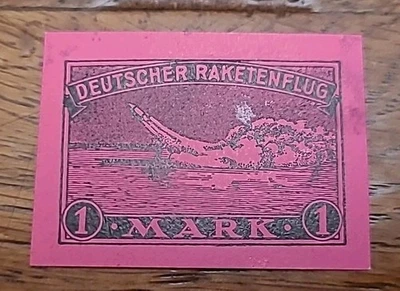 DEUTSCHER RAKETENFLUG
1 · MARK · 1